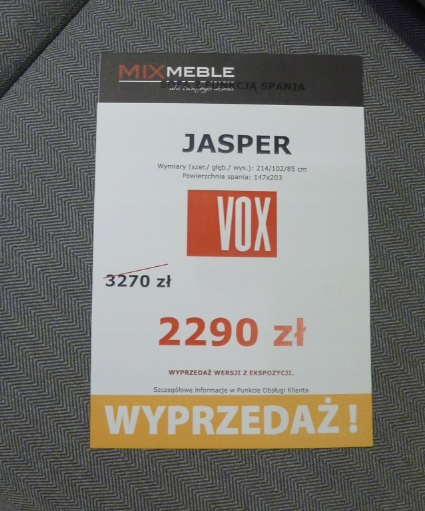 MIXMEBLE
SPANIA
JASPER
Wymiary (szer./ głęb./ wys.): 214/102/85 cm
Powierzchnia spania: 147x203
VOX
3270 zł
2290 zł
WYPRZEDAŻ WERSJI Z EKSPOZYCJI.
Szczegółowe informacje w Punkcie Obsługi Klienta
WYPRZEDAŻ !